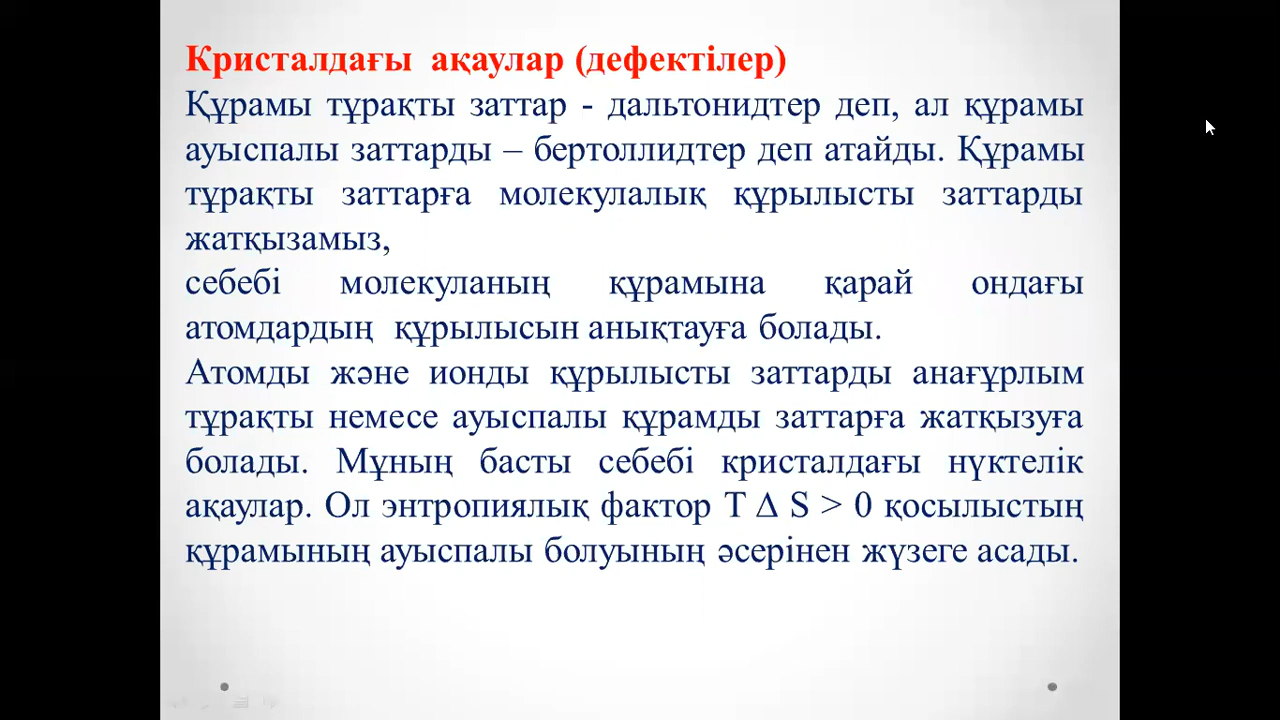 Кристалдағы ақаулар (дефектілер)
Құрамы тұрақты заттар - дальтонидтер деп, ал құрамы
ауыспалы заттарды – бертоллидтер деп атайды. Құрамы
тұрақты заттарға молекулалық құрылысты заттарды
жатқызамыз,
себебі молекуланың құрамына қарай ондағы
атомдардың құрылысын анықтауға болады.
Атомды және ионды құрылысты заттарды анағұрлым
тұрақты немесе ауыспалы құрамды заттарға жатқызуға
болады. Мұның басты себебі кристалдағы нүктелік
ақаулар. Ол энтропиялық фактор T ∆ S > 0 қосылыстың
құрамының ауыспалы болуының әсерінен жүзеге асады.